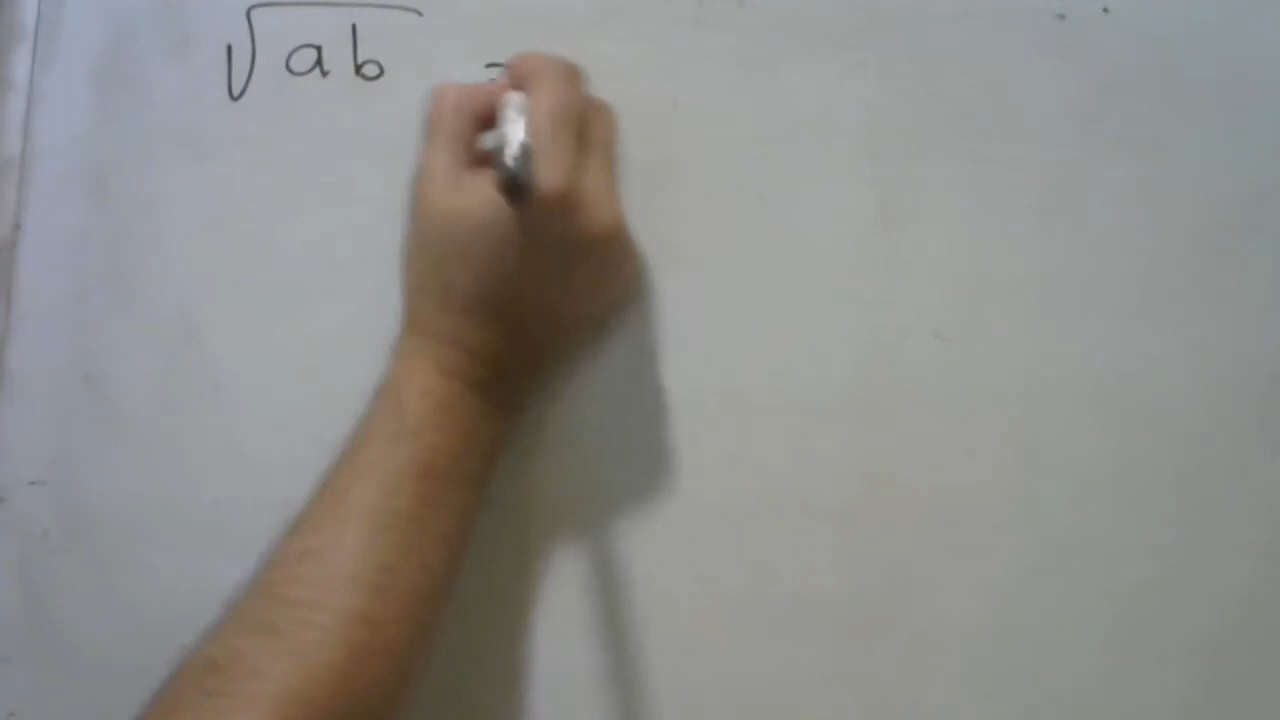 √ab =